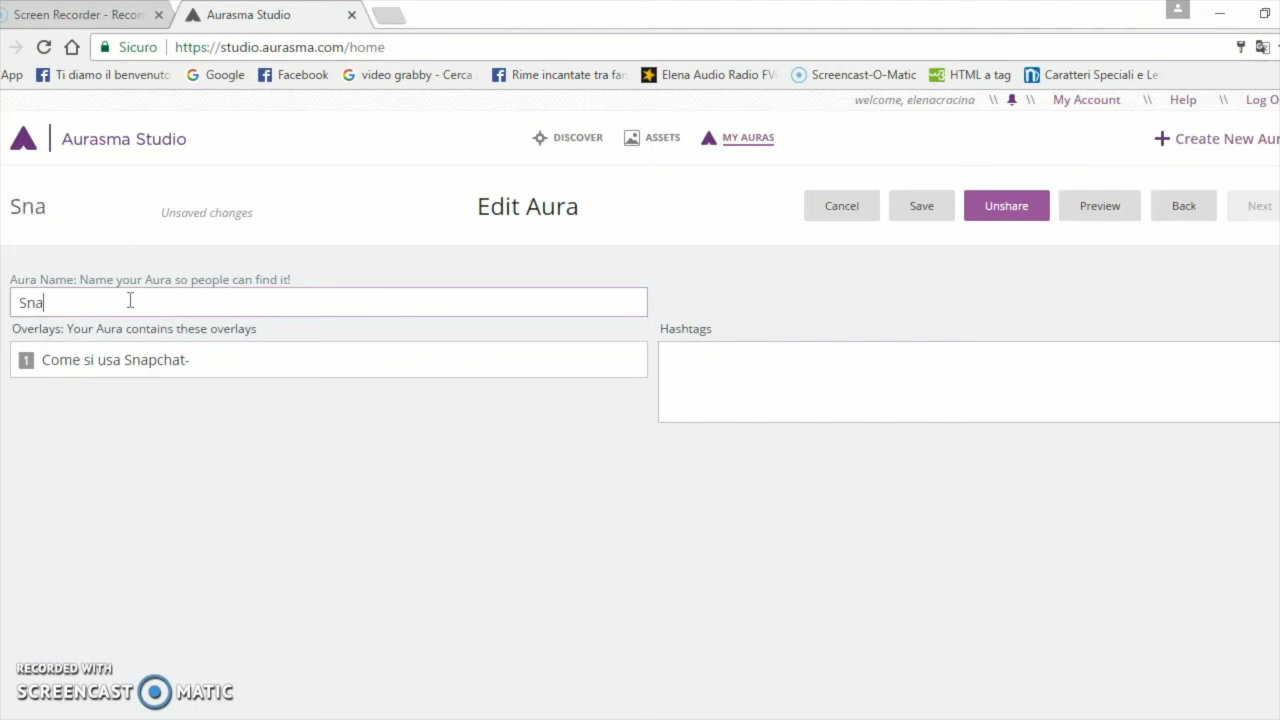 Screen Recorder - Recor
Aurasma Studio
Sicuro
https://studio.aurasma.com/home
App
Ti diamo il benvenuto
Google
Facebook
video grabby - Cerca
Rime incantate tra fan
Elena Audio Radio FV
Screencast-O-Matic
HTML a tag
Caratteri Speciali e Le
welcome, elenacracina \\ \\ My Account \\ Help \\ Log O
Aurasma Studio
DISCOVER
ASSETS
MY AURAS
Create New Aur
Sna
Unsaved changes
Edit Aura
Cancel
Save
Unshare
Preview
Back
Next
Aura Name: Name your Aura so people can find it!
Sna
Overlays: Your Aura contains these overlays
Hashtags
1 Come si usa Snapchat-
RECORDED WITH
SCREENCAST MATIC